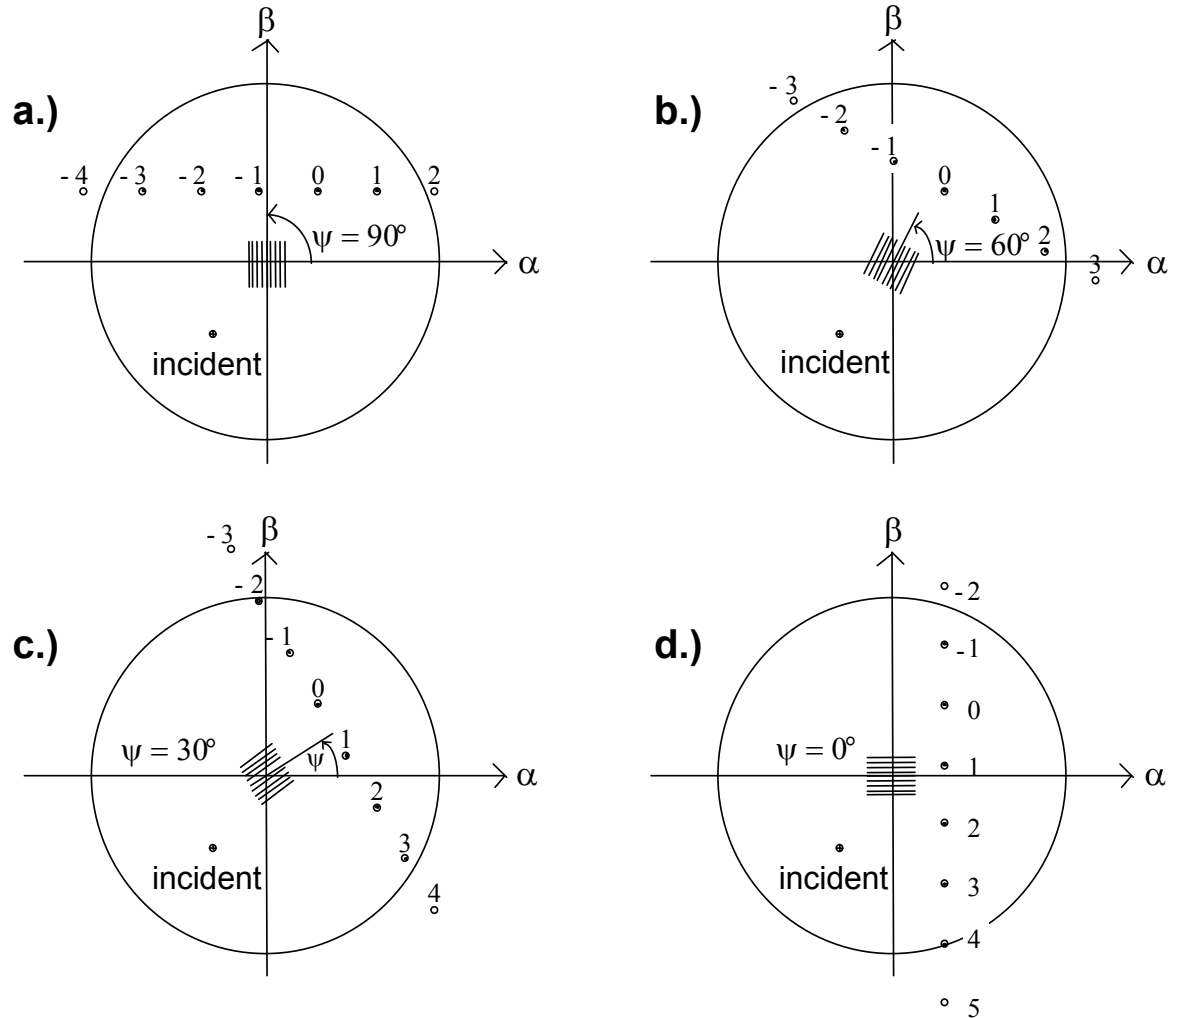 a.)
β
- 4 - 3 - 2 - 1 0 1 2
ψ = 90°
α
incident
b.)
β
- 3
- 2
- 1
0
1
2
3
ψ = 60°
α
incident
c.)
β
- 3
- 2
- 1
0
1
2
3
4
ψ = 30°
ψ
α
incident
d.)
β
- 2
- 1
0
1
2
3
4
5
ψ = 0°
α
incident